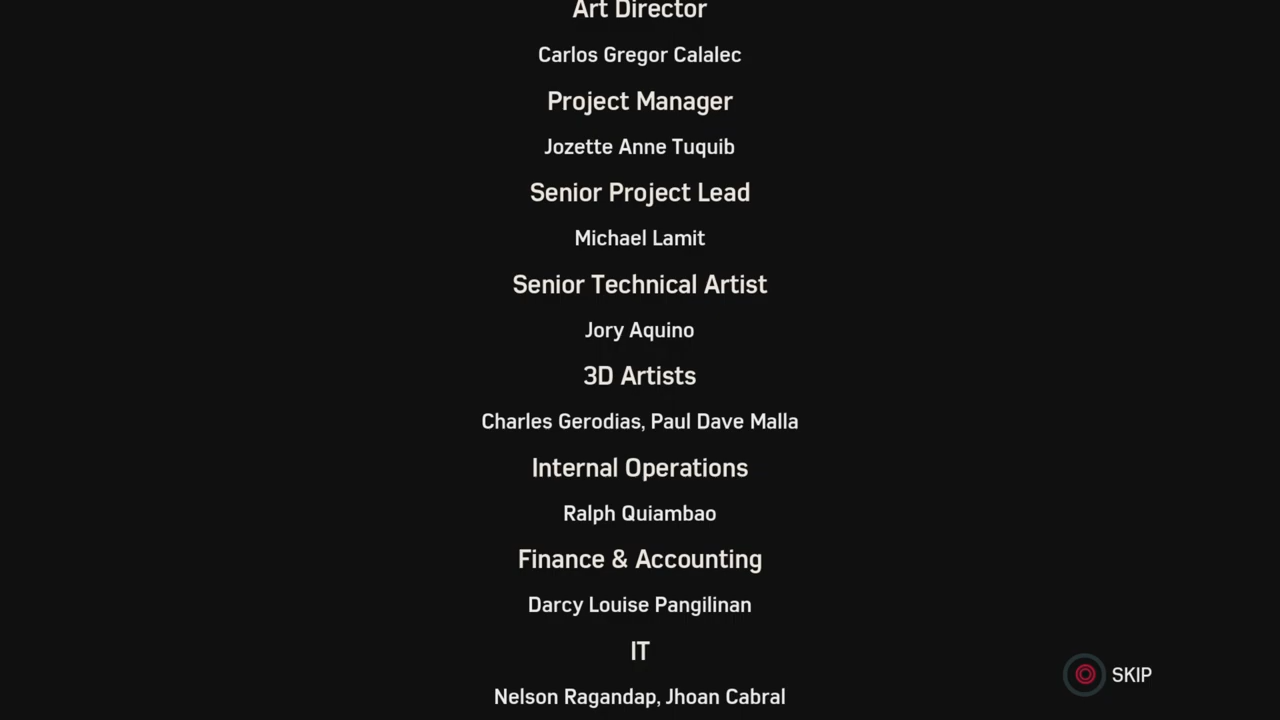 Art Director
Carlos Gregor Calalec
Project Manager
Jozette Anne Tuquib
Senior Project Lead
Michael Lamit
Senior Technical Artist
Jory Aquino
3D Artists
Charles Gerodias, Paul Dave Malla
Internal Operations
Ralph Quiambao
Finance & Accounting
Darcy Louise Pangilinan
IT
Nelson Ragandap, Jhoan Cabral
SKIP